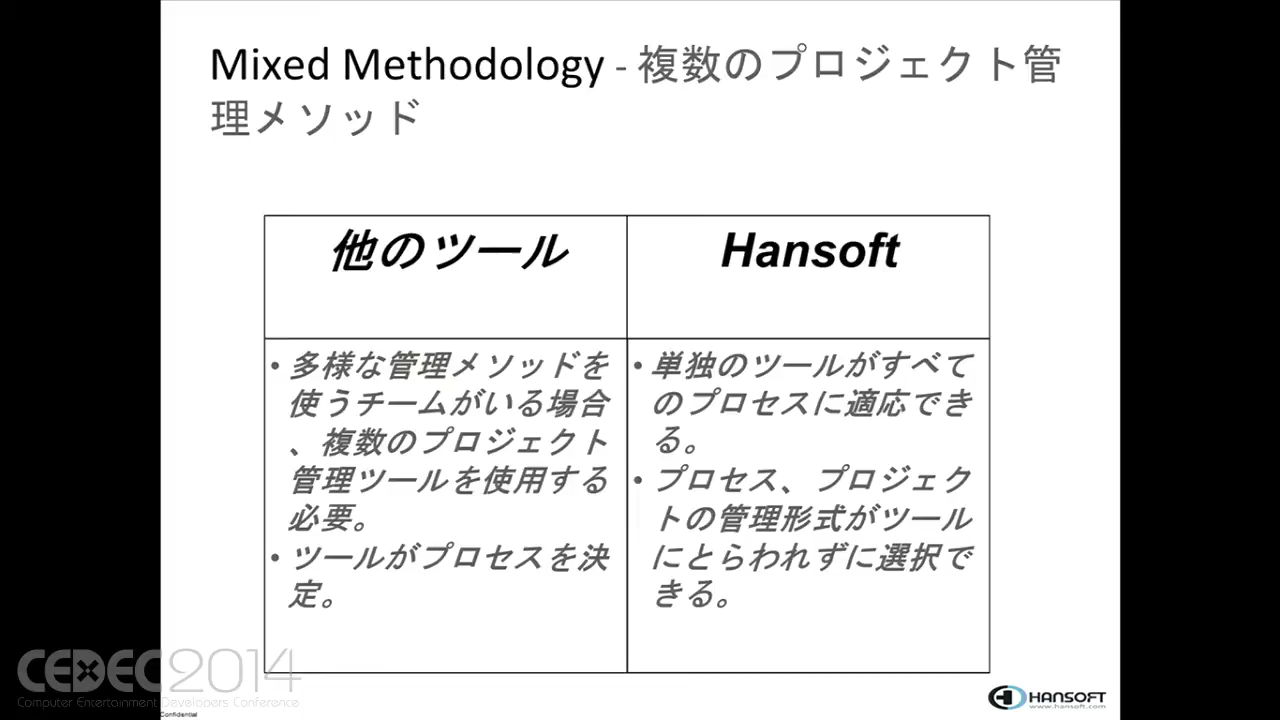 Mixed Methodology - 複数のプロジェクト管
理メソッド
他のツール
Hansoft
• 多様な管理メソッドを
使うチームがいる場合
、複数のプロジェクト
管理ツールを使用する
必要。
• ツールがプロセスを決
定。
• 単独のツールがすべて
のプロセスに適応でき
る。
• プロセス、プロジェク
トの管理形式がツール
にとらわれずに選択で
きる。
CEDEC2014
Computer Entertainment Developers Conference
Confidential
HANSOFT
www.hansoft.com